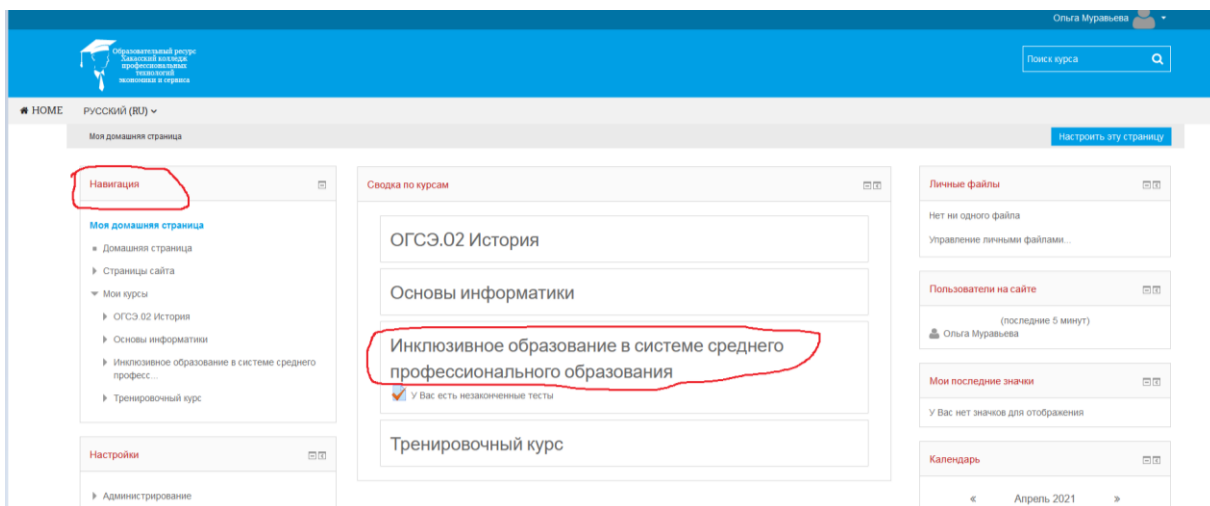 Ольга Муравьева
Образовательный ресурс
Хакасский колледж
профессиональных
технологий
экономики и сервиса
Поиск курса
HOME
РУССКИЙ (RU)
Моя домашняя страница
Настроить эту страницу
Навигация
Моя домашняя страница
Домашняя страница
Страницы сайта
Мои курсы
ОГСЭ.02 История
Основы информатики
Инклюзивное образование в системе среднего
професс...
Тренировочный курс
Настройки
Администрирование
Сводка по курсам
ОГСЭ.02 История
Основы информатики
Инклюзивное образование в системе среднего
профессионального образования
У Вас есть незаконченные тесты
Тренировочный курс
Личные файлы
Нет ни одного файла
Управление личными файлами...
Пользователи на сайте
(последние 5 минут)
Ольга Муравьева
Мои последние значки
У Вас нет значков для отображения
Календарь
« Апрель 2021 »